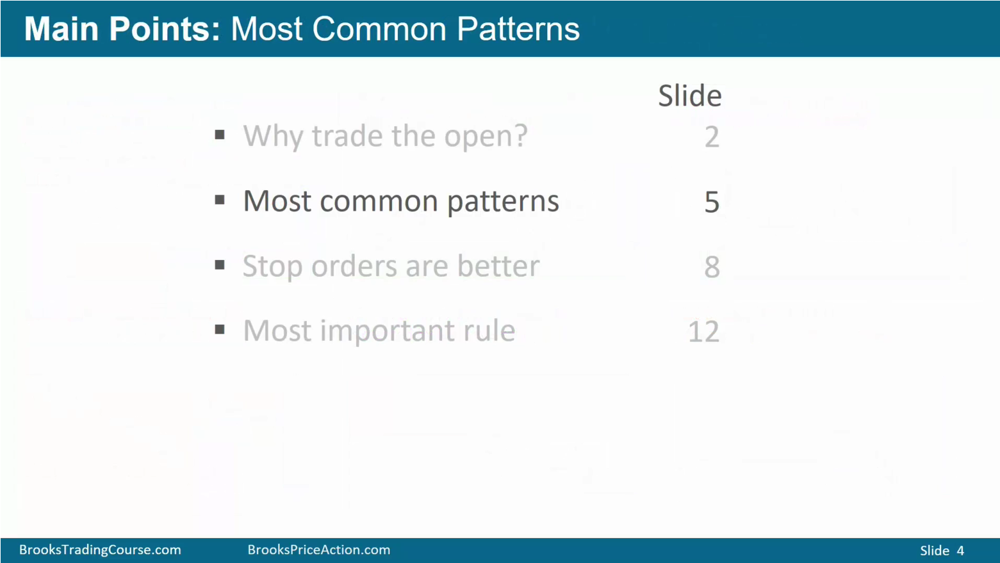 Main Points: Most Common Patterns
Slide
▪ Why trade the open? 2
▪ Most common patterns 5
▪ Stop orders are better 8
▪ Most important rule 12
BrooksTradingCourse.com BrooksPriceAction.com Slide 4